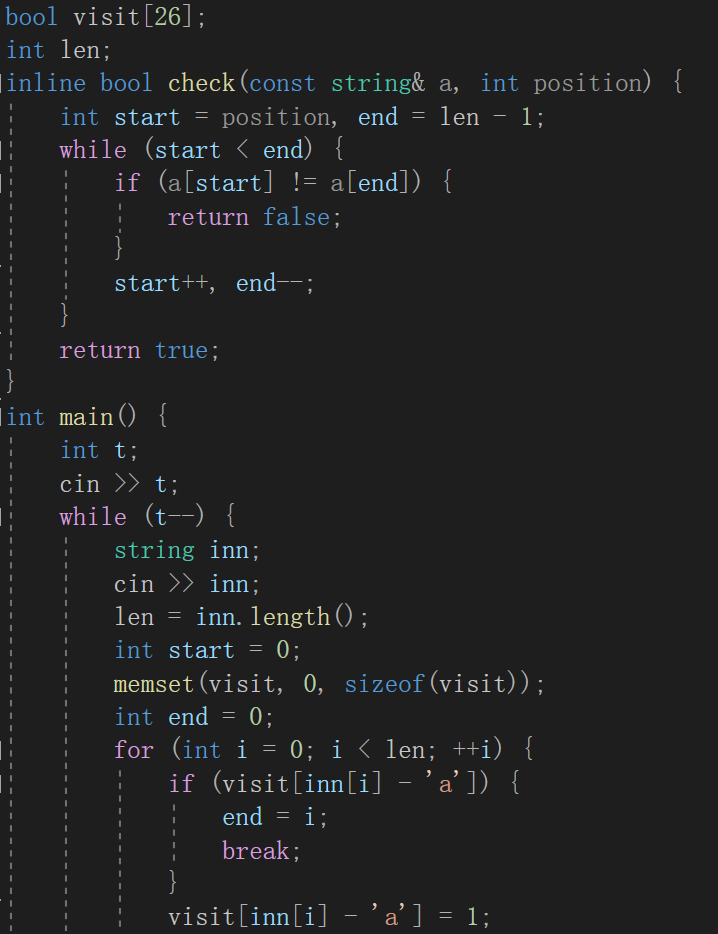 bool visit[26];
int len;
inline bool check(const string& a, int position) {
    int start = position, end = len - 1;
    while (start < end) {
        if (a[start] != a[end]) {
            return false;
        }
        start++, end--;
    }
    return true;
}
int main() {
    int t;
    cin >> t;
    while (t--) {
        string inn;
        cin >> inn;
        len = inn.length();
        int start = 0;
        memset(visit, 0, sizeof(visit));
        int end = 0;
        for (int i = 0; i < len; ++i) {
            if (visit[inn[i] - 'a']) {
                end = i;
                break;
            }
            visit[inn[i] - 'a'] = 1;